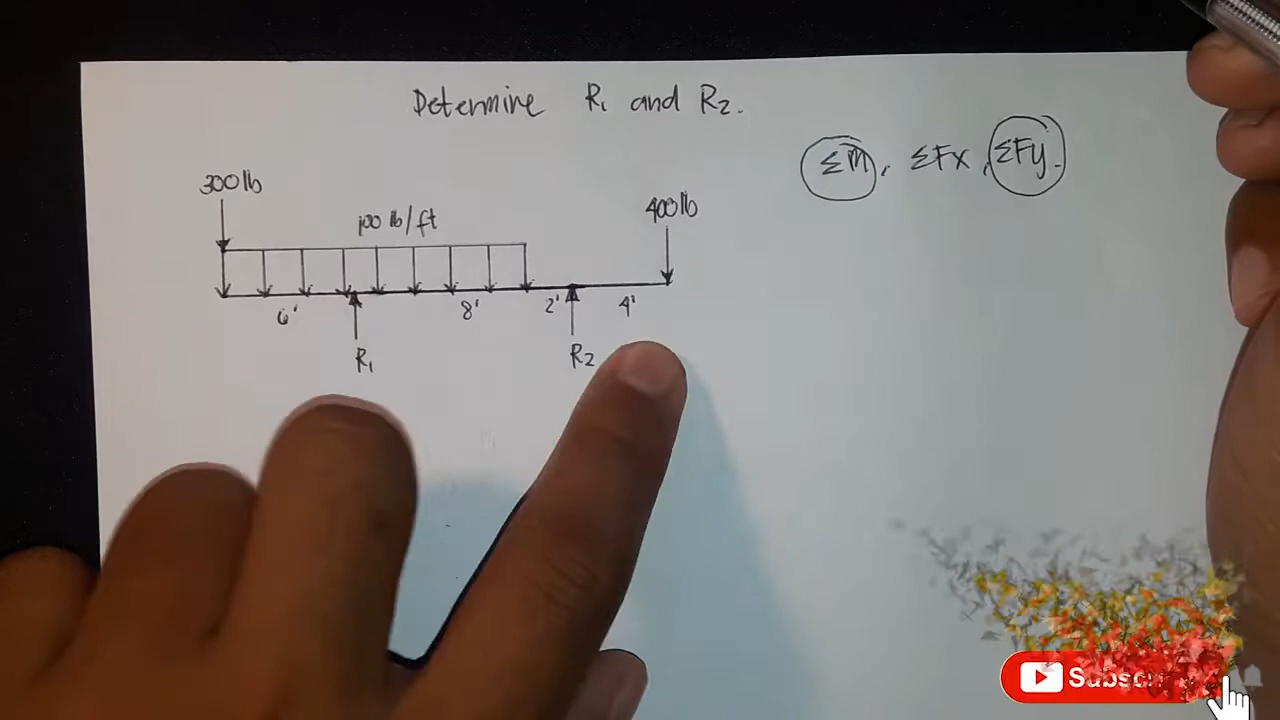 Determine R1 and R2.
ΣM, ΣFx, ΣFy.
300 lb
100 lb/ft
400 lb
6' 8' 2' 4'
R1 R2